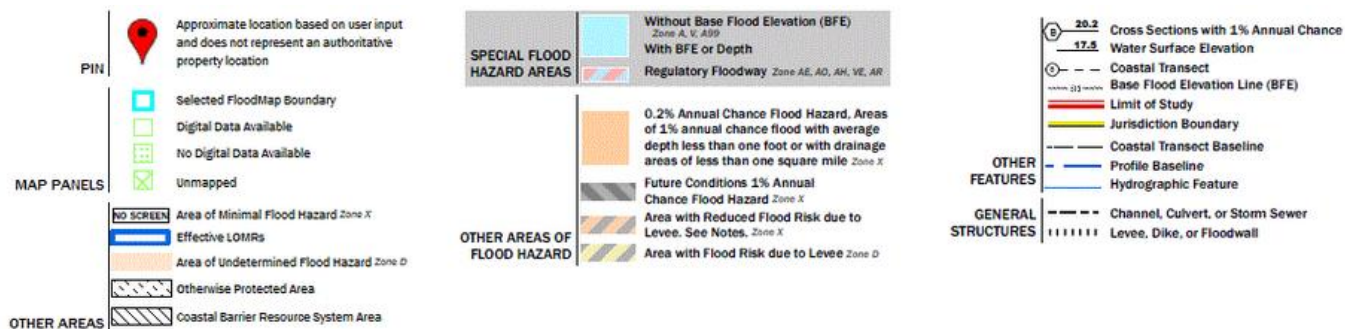 PIN
Approximate location based on user input
and does not represent an authoritative
property location
MAP PANELS
Selected FloodMap Boundary
Digital Data Available
No Digital Data Available
Unmapped
OTHER AREAS
NO SCREEN Area of Minimal Flood Hazard Zone X
Effective LOMRs
Area of Undetermined Flood Hazard Zone D
Otherwise Protected Area
Coastal Barrier Resource System Area
SPECIAL FLOOD
HAZARD AREAS
Without Base Flood Elevation (BFE)
Zone A, V, A99
With BFE or Depth
Regulatory Floodway Zone AE, AO, AH, VE, AR
OTHER AREAS OF
FLOOD HAZARD
0.2% Annual Chance Flood Hazard, Areas
of 1% annual chance flood with average
depth less than one foot or with drainage
areas of less than one square mile Zone X
Future Conditions 1% Annual
Chance Flood Hazard Zone X
Area with Reduced Flood Risk due to
Levee. See Notes. Zone X
Area with Flood Risk due to Levee Zone D
OTHER
FEATURES
B 20.2 Cross Sections with 1% Annual Chance
17.5 Water Surface Elevation
Coastal Transect
Base Flood Elevation Line (BFE)
Limit of Study
Jurisdiction Boundary
Coastal Transect Baseline
Profile Baseline
Hydrographic Feature
GENERAL
STRUCTURES
Channel, Culvert, or Storm Sewer
Levee, Dike, or Floodwall